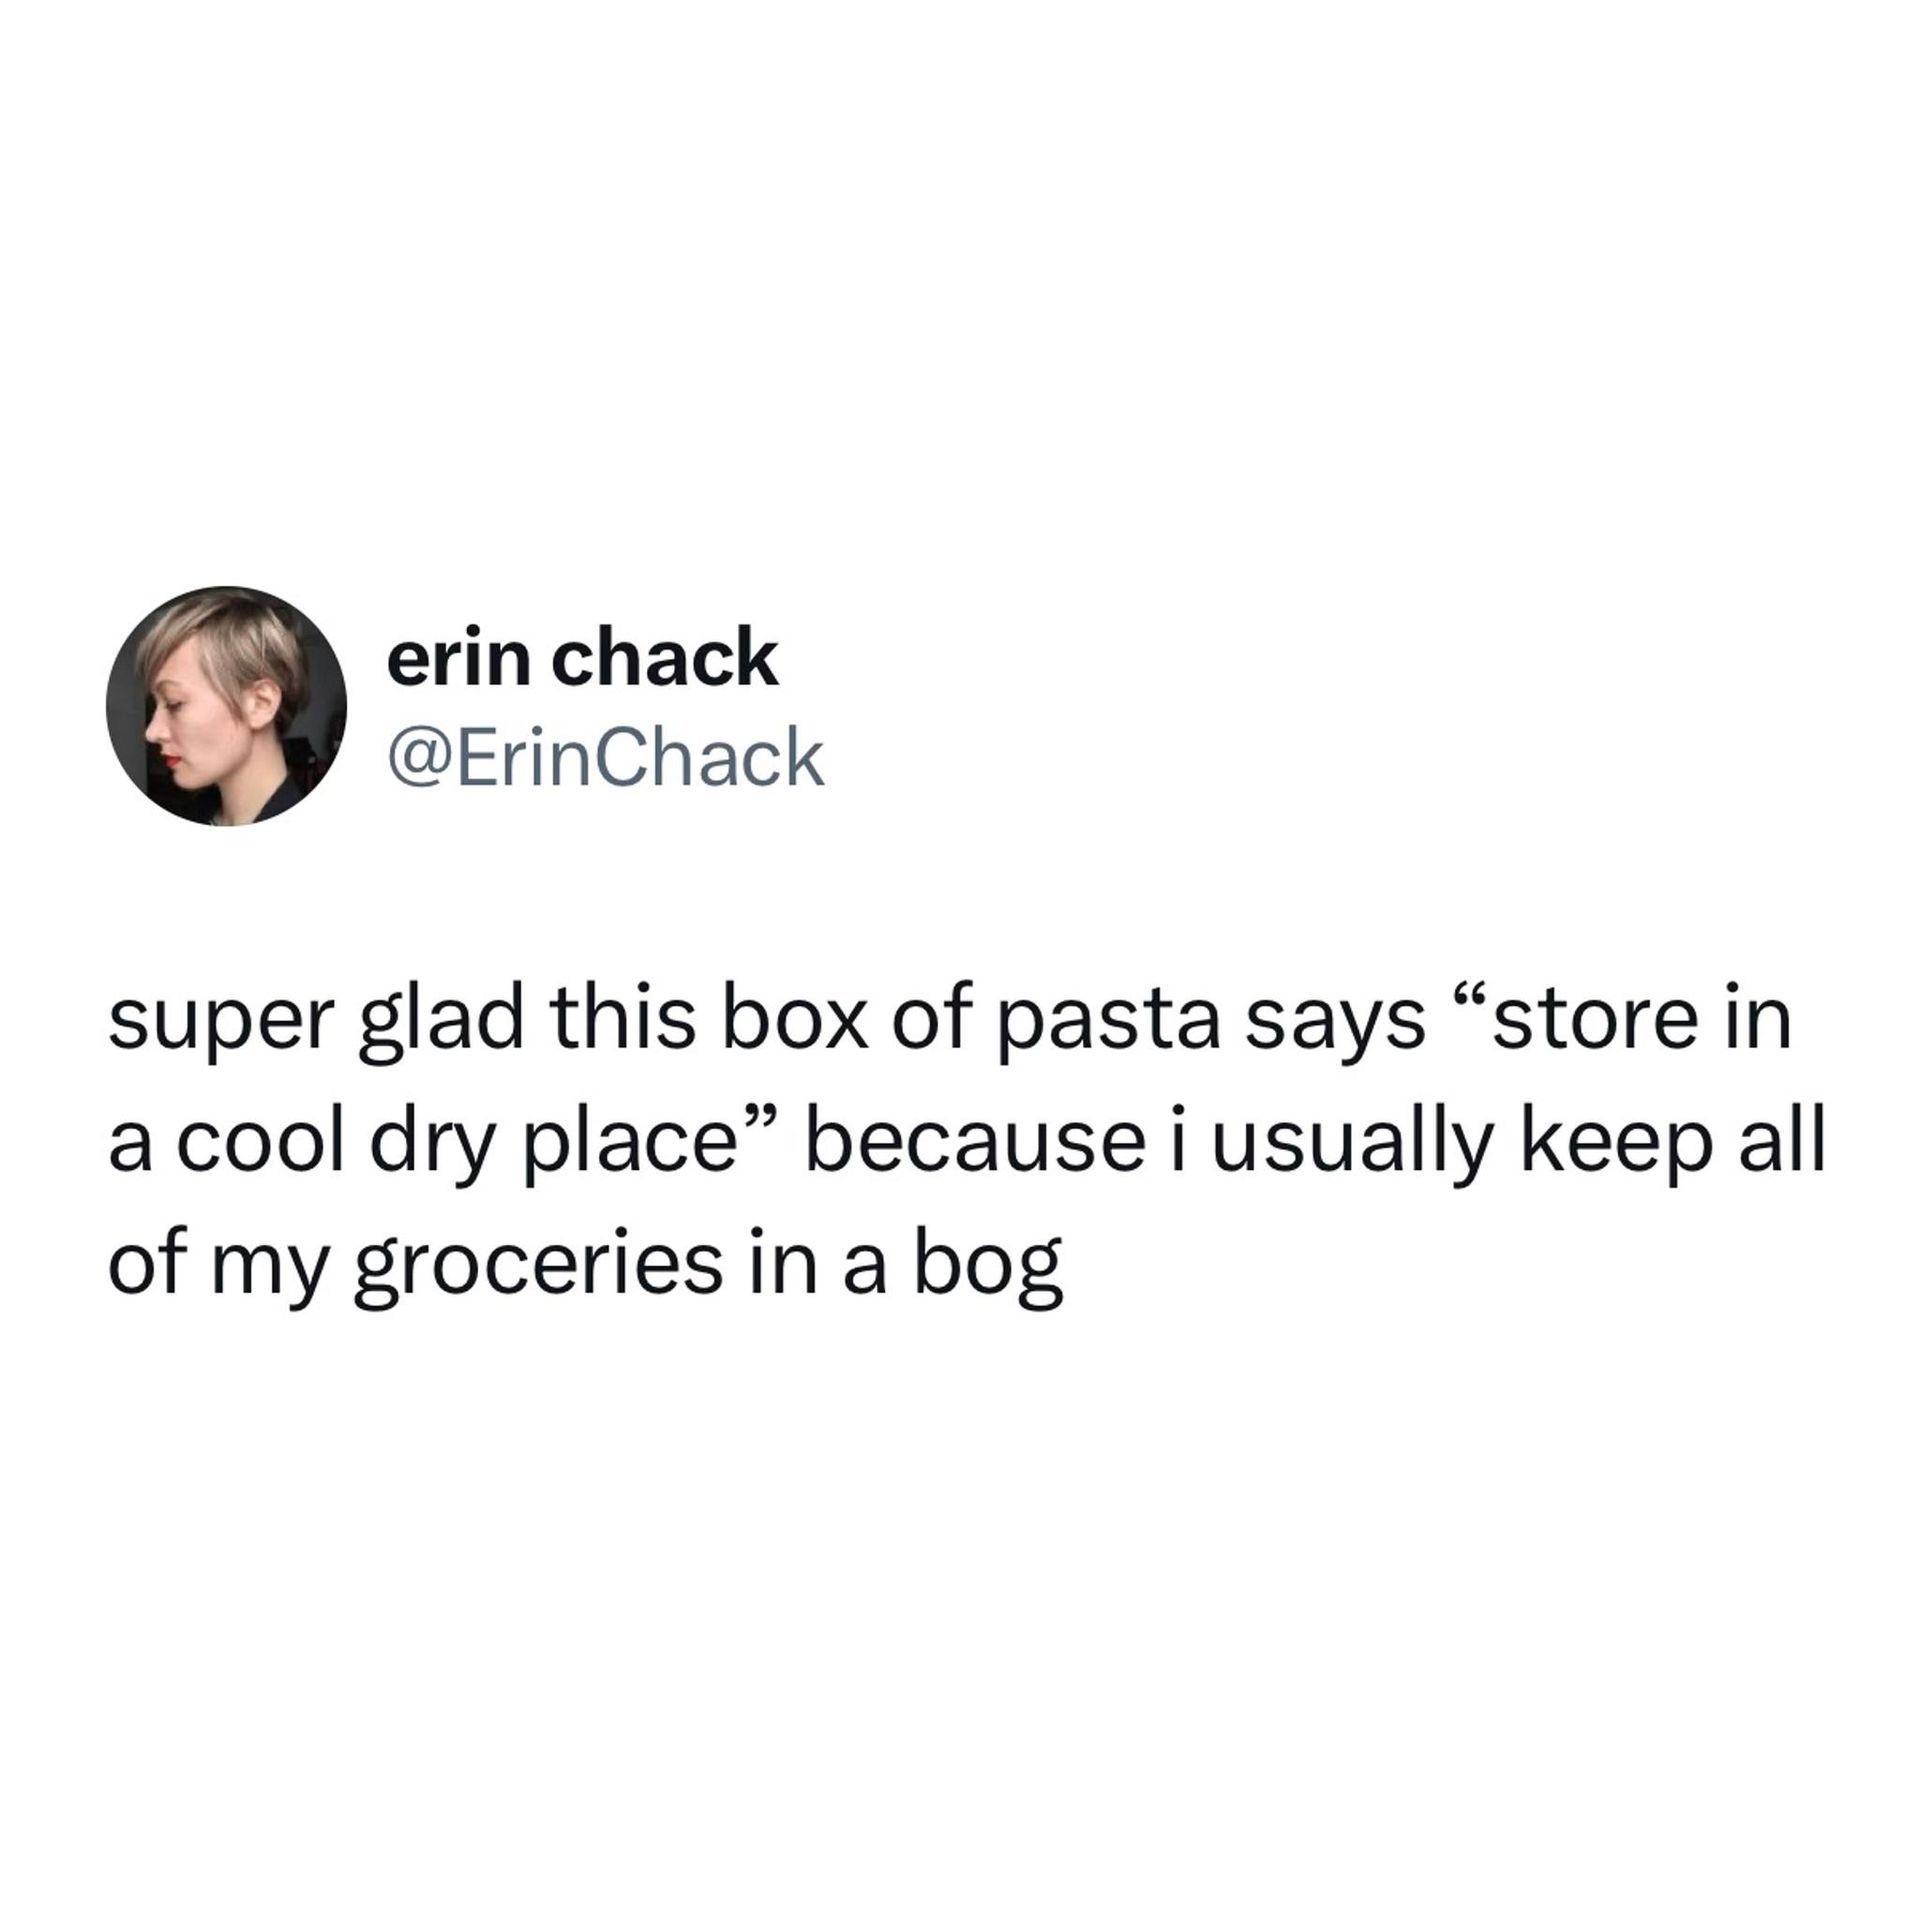 erin chack
@ErinChack
super glad this box of pasta says “store in
a cool dry place” because i usually keep all
of my groceries in a bog